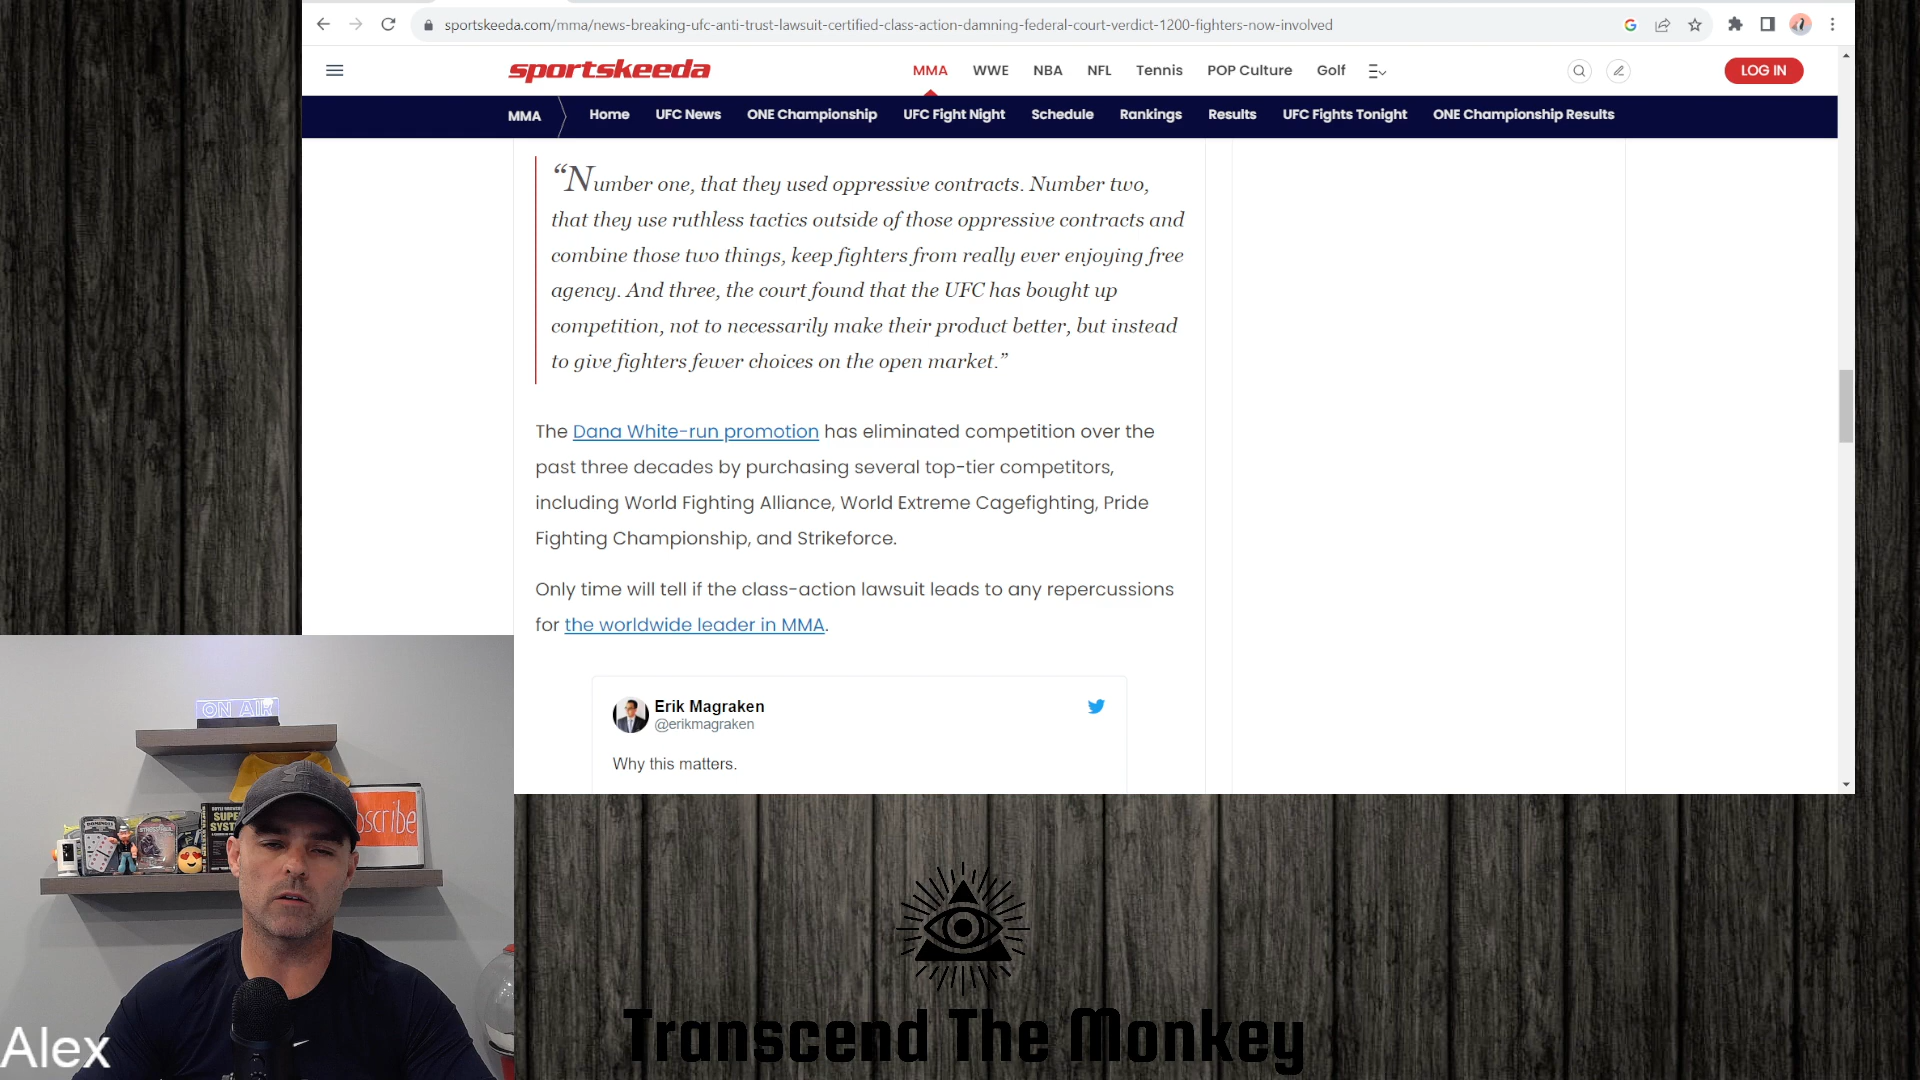 sportskeeda.com/mma/news-breaking-ufc-anti-trust-lawsuit-certified-class-action-damning-federal-court-verdict-1200-fighters-now-involved
sportskeeda
MMA WWE NBA NFL Tennis POP Culture Golf
LOG IN
MMA Home UFC News ONE Championship UFC Fight Night Schedule Rankings Results UFC Fights Tonight ONE Championship Results
“Number one, that they used oppressive contracts. Number two,
that they use ruthless tactics outside of those oppressive contracts and
combine those two things, keep fighters from really ever enjoying free
agency. And three, the court found that the UFC has bought up
competition, not to necessarily make their product better, but instead
to give fighters fewer choices on the open market.”
The Dana White-run promotion has eliminated competition over the
past three decades by purchasing several top-tier competitors,
including World Fighting Alliance, World Extreme Cagefighting, Pride
Fighting Championship, and Strikeforce.
Only time will tell if the class-action lawsuit leads to any repercussions
for the worldwide leader in MMA.
Erik Magraken
@erikmagraken
Why this matters.
ON AIR
SUPE
SYST
bscribe
Alex
Transcend The Monkey